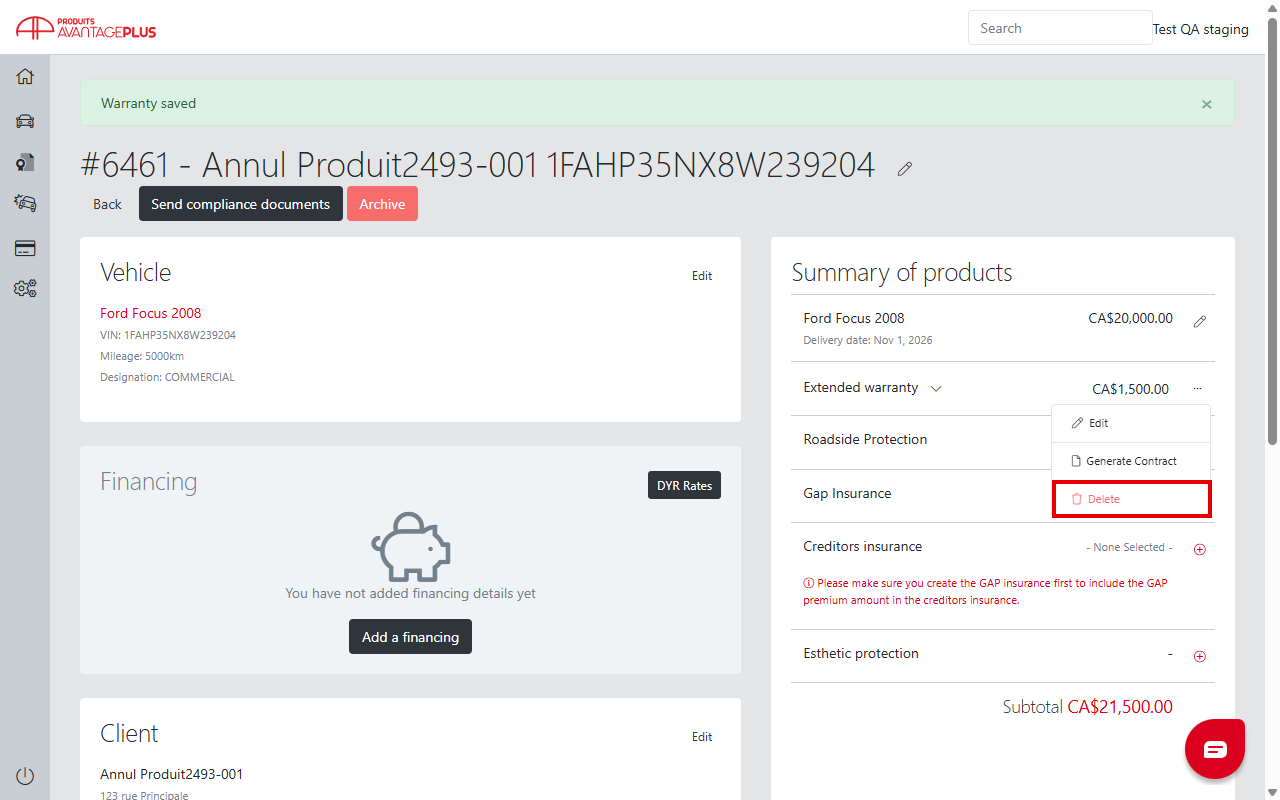 PRODUITS
AVANTAGEPLUS
Search
Test QA staging
Warranty saved
×
#6461 - Annul Produit2493-001 1FAHP35NX8W239204
Back
Send compliance documents
Archive
Vehicle
Edit
Ford Focus 2008
VIN: 1FAHP35NX8W239204
Mileage: 5000km
Designation: COMMERCIAL
Financing
DYR Rates
You have not added financing details yet
Add a financing
Client
Edit
Annul Produit2493-001
123 rue Principale
Summary of products
Ford Focus 2008
CA$20,000.00
Delivery date: Nov 1, 2026
Extended warranty
CA$1,500.00
...
Edit
Generate Contract
Delete
Roadside Protection
Gap Insurance
Creditors insurance
- None Selected -
Please make sure you create the GAP insurance first to include the GAP
premium amount in the creditors insurance.
Esthetic protection
-
Subtotal CA$21,500.00